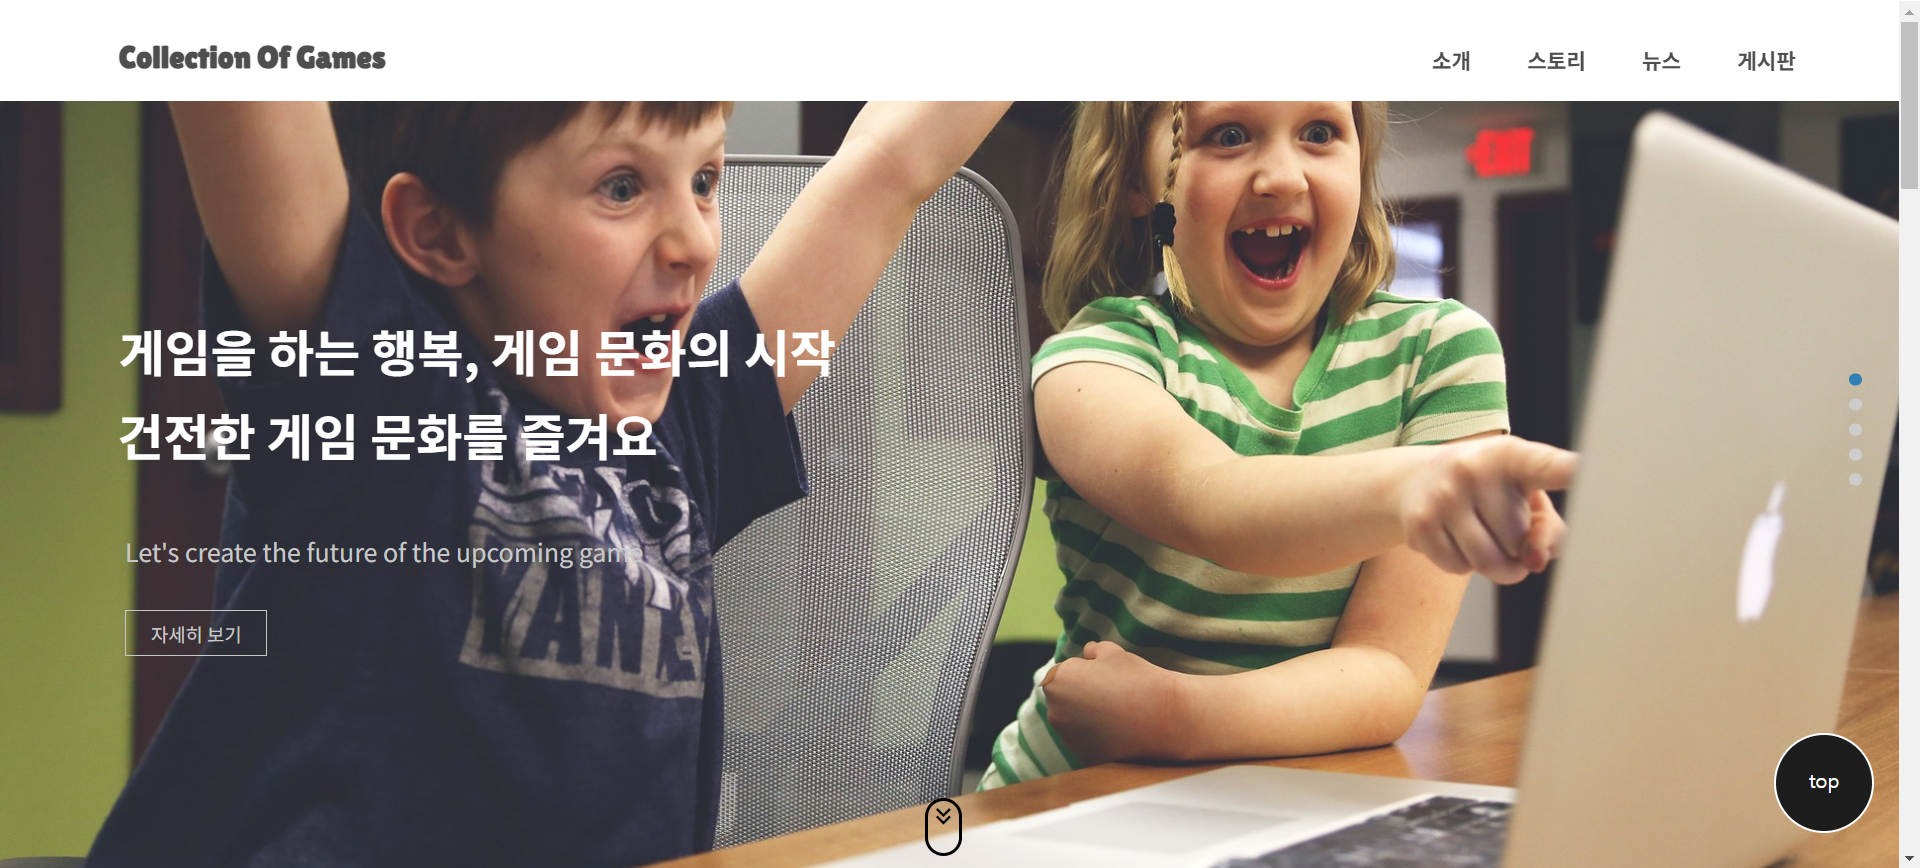 Collection Of Games
소개 스토리 뉴스 게시판
EXIT
게임을 하는 행복, 게임 문화의 시작
건전한 게임 문화를 즐겨요
Let's create the future of the upcoming game
자세히 보기
top